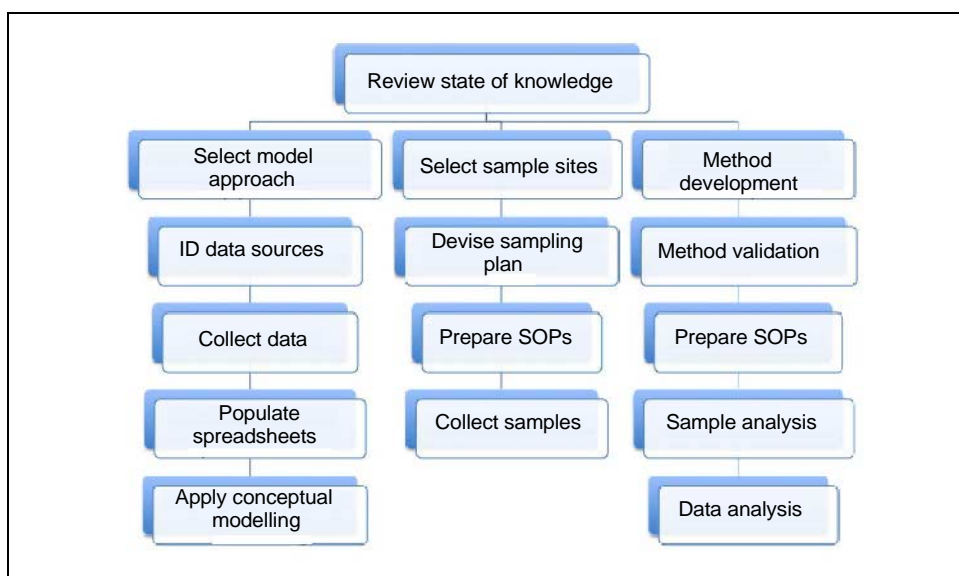 Review state of knowledge
Select model
approach
Select sample sites
Method
development
ID data sources
Devise sampling
plan
Method validation
Collect data
Prepare SOPs
Prepare SOPs
Populate
spreadsheets
Collect samples
Sample analysis
Apply conceptual
modelling
Data analysis